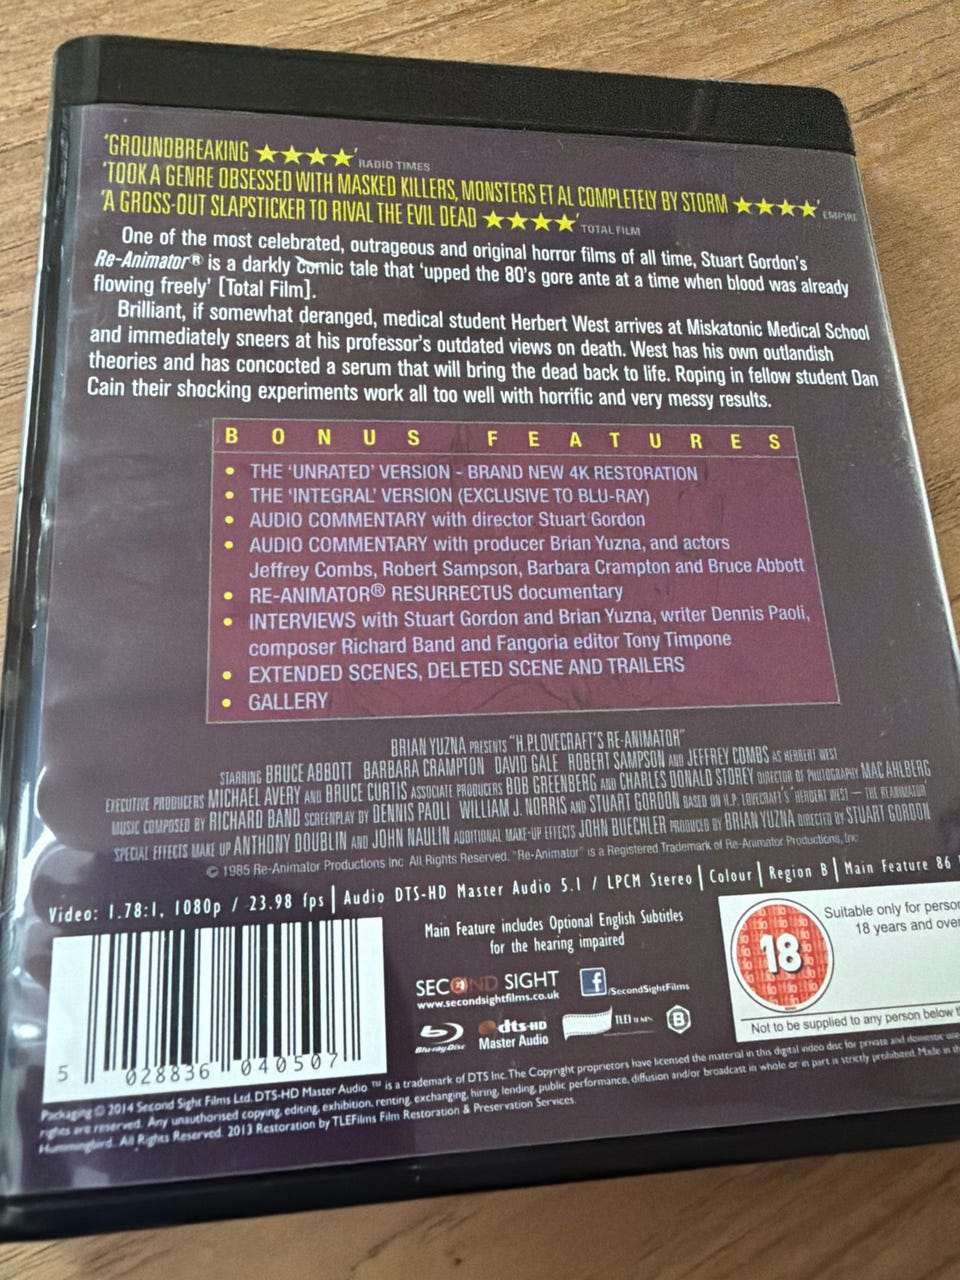 'GROUNDBREAKING ★★★★' RADIO TIMES
'TOOK A GENRE OBSESSED WITH MASKED KILLERS, MONSTERS ET AL COMPLETELY BY STORM ★★★★' EMPIRE
'A GROSS-OUT SLAPSTICKER TO RIVAL THE EVIL DEAD ★★★★' TOTAL FILM
One of the most celebrated, outrageous and original horror films of all time, Stuart Gordon's
Re-Animator® is a darkly comic tale that 'upped the 80's gore ante at a time when blood was already
flowing freely' [Total Film].
Brilliant, if somewhat deranged, medical student Herbert West arrives at Miskatonic Medical School
and immediately sneers at his professor's outdated views on death. West has his own outlandish
theories and has concocted a serum that will bring the dead back to life. Roping in fellow student Dan
Cain their shocking experiments work all too well with horrific and very messy results.
BONUS FEATURES
• THE 'UNRATED' VERSION - BRAND NEW 4K RESTORATION
• THE 'INTEGRAL' VERSION (EXCLUSIVE TO BLU-RAY)
• AUDIO COMMENTARY with director Stuart Gordon
• AUDIO COMMENTARY with producer Brian Yuzna, and actors
Jeffrey Combs, Robert Sampson, Barbara Crampton and Bruce Abbott
• RE-ANIMATOR® RESURRECTUS documentary
• INTERVIEWS with Stuart Gordon and Brian Yuzna, writer Dennis Paoli,
composer Richard Band and Fangoria editor Tony Timpone
• EXTENDED SCENES, DELETED SCENE AND TRAILERS
• GALLERY
BRIAN YUZNA PRESENTS "H.P.LOVECRAFT'S RE-ANIMATOR"
STARRING BRUCE ABBOTT BARBARA CRAMPTON DAVID GALE ROBERT SAMPSON AND JEFFREY COMBS AS HERBERT WEST
EXECUTIVE PRODUCERS MICHAEL AVERY AND BRUCE CURTIS ASSOCIATE PRODUCERS BOB GREENBERG AND CHARLES DONALD STOREY DIRECTOR OF PHOTOGRAPHY MAC AHLBERG
MUSIC COMPOSED BY RICHARD BAND SCREENPLAY BY DENNIS PAOLI WILLIAM J. NORRIS AND STUART GORDON BASED ON H.P. LOVECRAFT'S 'HERBERT WEST — THE REANIMATOR'
SPECIAL EFFECTS MAKE UP ANTHONY DOUBLIN AND JOHN NAULIN ADDITIONAL MAKE-UP EFFECTS JOHN BUECHLER PRODUCED BY BRIAN YUZNA DIRECTED BY STUART GORDON
© 1985 Re-Animator Productions Inc. All Rights Reserved. "Re-Animator" is a Registered Trademark of Re-Animator Productions, Inc
Video: 1.78:1, 1080p / 23.98 fps | Audio DTS-HD Master Audio 5.1 / LPCM Stereo | Colour | Region B | Main Feature 86
Main Feature includes Optional English Subtitles
for the hearing impaired
Suitable only for
18 years and over
18
Not to be supplied to any person below
SECOND SIGHT
www.secondsightfilms.co.uk
f /SecondSightFilms
Blu-ray Disc
dts-HD
Master Audio
TLEFilms
B
5 028836 040507
Packaging © 2014 Second Sight Films Ltd. DTS-HD Master Audio ™ is a trademark of DTS Inc. The Copyright proprietors have licensed the material in this digital video disc for private and domestic use
rights are reserved. Any unauthorised copying, editing, exhibition, renting, exchanging, hiring, lending, public performance, diffusion and/or broadcast in whole or in part is strictly prohibited. Made in
Hummingbird. All Rights Reserved. 2013 Restoration by TLEFilms Film Restoration & Preservation Services.